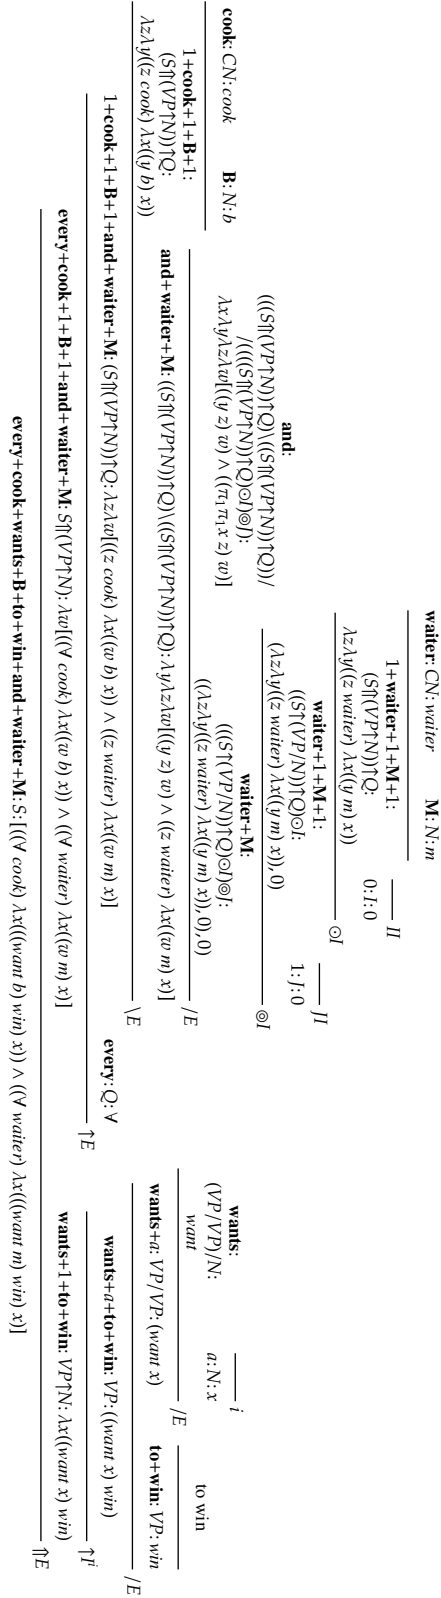 waiter: CN: waiter    M: N: m
1+waiter+1+M+1:
(S⇑(VP↑N))↑Q:
λzλy((z waiter) λx((y m) x))
II
0: I: 0
⊙I
waiter+1+M+1:
((S↑(VP/N))↑Q)⊙I:
(λzλy((z waiter) λx((y m) x)), 0)
JI
1: J: 0
⊚I
waiter+M:
(((S↑(VP/N))↑Q)⊙I)⊚J:
((λzλy((z waiter) λx((y m) x)), 0), 0)
and:
(((S⇑(VP↑N))↑Q)\((S⇑(VP↑N))↑Q))/
/((((S⇑(VP↑N))↑Q)⊙I)⊚J):
λxλyλzλw[((y z) w) ∧ ((π₁π₁x z) w)]
/E
and+waiter+M: ((S⇑(VP↑N))↑Q)\((S⇑(VP↑N))↑Q): λyλzλw[((y z) w) ∧ ((z waiter) λx((w m) x)]
cook: CN: cook    B: N: b
1+cook+1+B+1:
(S⇑(VP↑N))↑Q:
λzλy((z cook) λx((y b) x))
\E
1+cook+1+B+1+and+waiter+M: (S⇑(VP↑N))↑Q: λzλw[((z cook) λx((w b) x)) ∧ ((z waiter) λx((w m) x)]
every: Q: ∀
↑E
every+cook+1+B+1+and+waiter+M: S⇑(VP↑N): λw[((∀ cook) λx((w b) x)) ∧ ((∀ waiter) λx((w m) x)]
wants:
(VP/VP)/N:
want
i
a: N: x
/E
wants+a: VP/VP: (want x)
to win
to+win: VP: win
/E
wants+a+to+win: VP: ((want x) win)
↑Iⁱ
wants+1+to+win: VP↑N: λx((want x) win)
⇑E
every+cook+wants+B+to+win+and+waiter+M: S: [((∀ cook) λx(((want b) win) x)) ∧ ((∀ waiter) λx(((want m) win) x)]